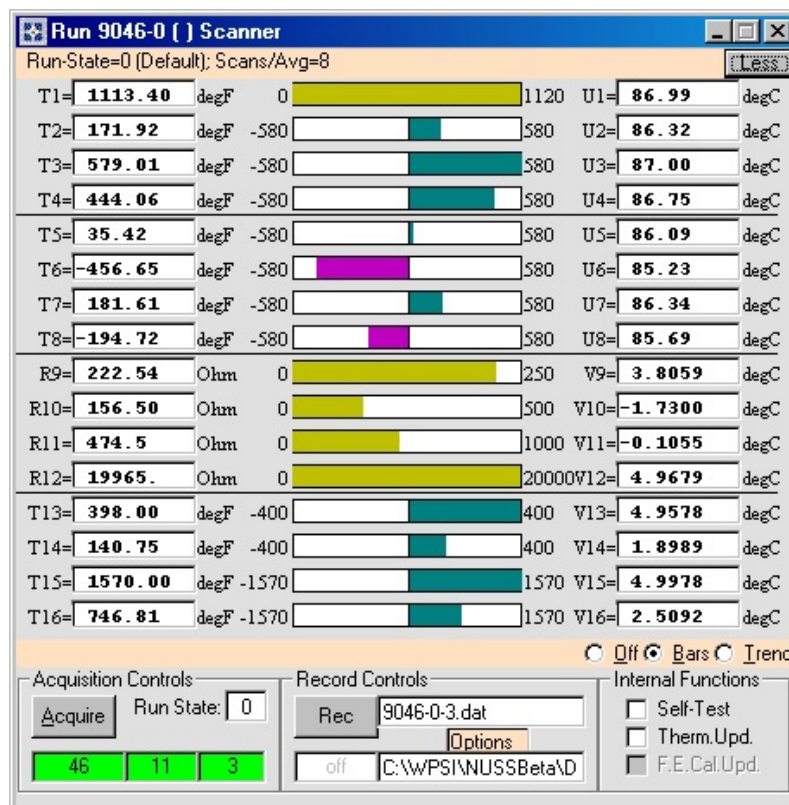 Run 9046-0 ( ) Scanner
Run-State=0 (Default); Scans/Avg=8 Less
T1= 1113.40 degF 0 1120 U1= 86.99 degC
T2= 171.92 degF -580 580 U2= 86.32 degC
T3= 579.01 degF -580 580 U3= 87.00 degC
T4= 444.06 degF -580 580 U4= 86.75 degC
T5= 35.42 degF -580 580 U5= 86.09 degC
T6= -456.65 degF -580 580 U6= 85.23 degC
T7= 181.61 degF -580 580 U7= 86.34 degC
T8= -194.72 degF -580 580 U8= 85.69 degC
R9= 222.54 Ohm 0 250 V9= 3.8059 degC
R10= 156.50 Ohm 0 500 V10= -1.7300 degC
R11= 474.5 Ohm 0 1000 V11= -0.1055 degC
R12= 19965. Ohm 0 20000 V12= 4.9679 degC
T13= 398.00 degF -400 400 V13= 4.9578 degC
T14= 140.75 degF -400 400 V14= 1.8989 degC
T15= 1570.00 degF -1570 1570 V15= 4.9978 degC
T16= 746.81 degF -1570 1570 V16= 2.5092 degC
Off Bars Trend
Acquisition Controls Record Controls Internal Functions
Acquire Run State: 0 Rec 9046-0-3.dat Self-Test
Options Therm.Upd.
46 11 3 off C:\WPSI\NUSSBeta\D F.E.Cal.Upd.